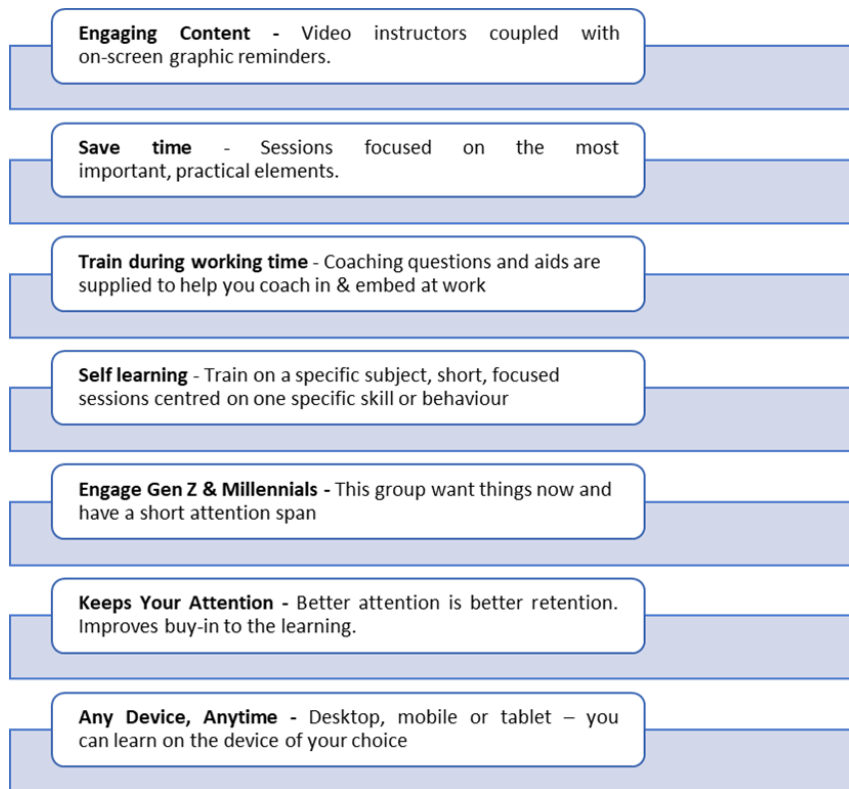 Engaging Content - Video instructors coupled with
on-screen graphic reminders.
Save time - Sessions focused on the most
important, practical elements.
Train during working time - Coaching questions and aids are
supplied to help you coach in & embed at work
Self learning - Train on a specific subject, short, focused
sessions centred on one specific skill or behaviour
Engage Gen Z & Millennials - This group want things now and
have a short attention span
Keeps Your Attention - Better attention is better retention.
Improves buy-in to the learning.
Any Device, Anytime - Desktop, mobile or tablet – you
can learn on the device of your choice